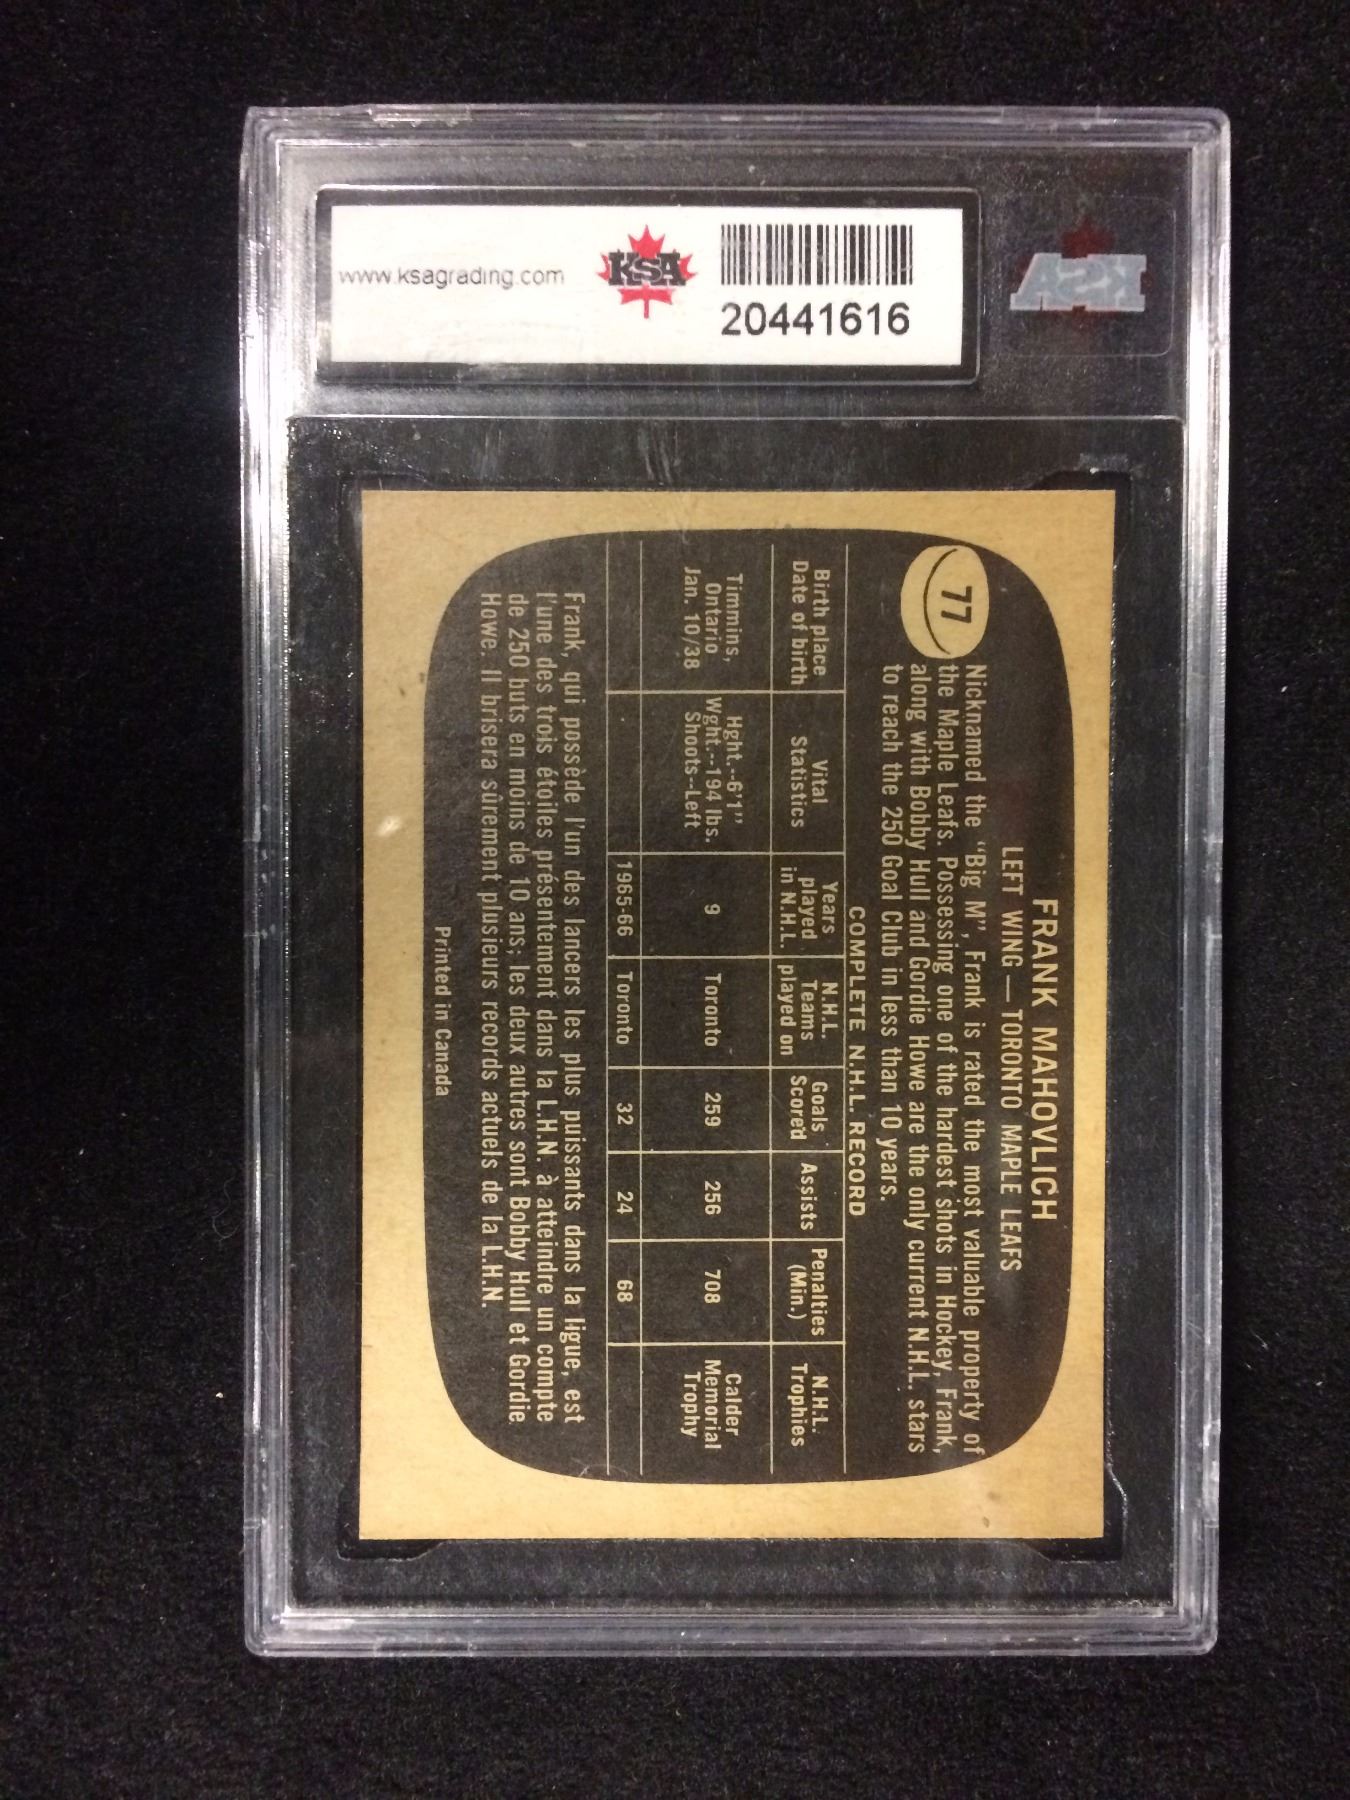 www.ksagrading.com
KSA
20441616
KSA
77
FRANK MAHOVLICH
LEFT WING — TORONTO MAPLE LEAFS
Nicknamed the "Big M", Frank is rated the most valuable property of
the Maple Leafs. Possessing one of the hardest shots in Hockey, Frank,
along with Bobby Hull and Gordie Howe are the only current N.H.L. stars
to reach the 250 Goal Club in less than 10 years.
COMPLETE N.H.L. RECORD
Birth place
Date of birth
Vital
Statistics
Years
played
in N.H.L.
N.H.L.
Teams
played on
Goals
Scored
Assists
Penalties
(Min.)
N.H.L.
Trophies
Timmins,
Ontario
Jan. 10/38
Hght.--6'1"
Wght.--194 lbs.
Shoots--Left
9
Toronto
259
256
708
Calder
Memorial
Trophy
1965-66
Toronto
32
24
68
Frank, qui possède l'un des lancers les plus puissants dans la ligue, est
l'une des trois étoiles présentement dans la L.H.N. à atteindre un compte
de 250 buts en moins de 10 ans; les deux autres sont Bobby Hull et Gordie
Howe. Il brisera sûrement plusieurs records actuels de la L.H.N.
Printed in Canada